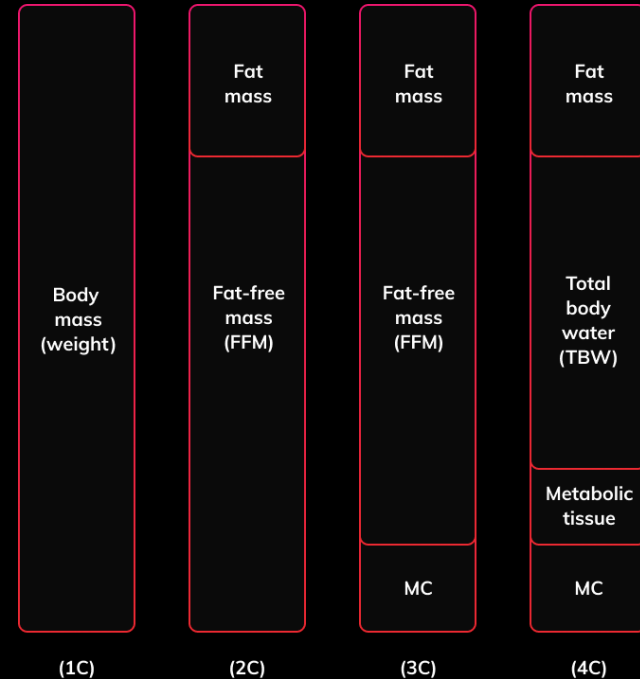 Body
mass
(weight)
(1C)
Fat
mass
Fat-free
mass
(FFM)
(2C)
Fat
mass
Fat-free
mass
(FFM)
MC
(3C)
Fat
mass
Total
body
water
(TBW)
Metabolic
tissue
MC
(4C)